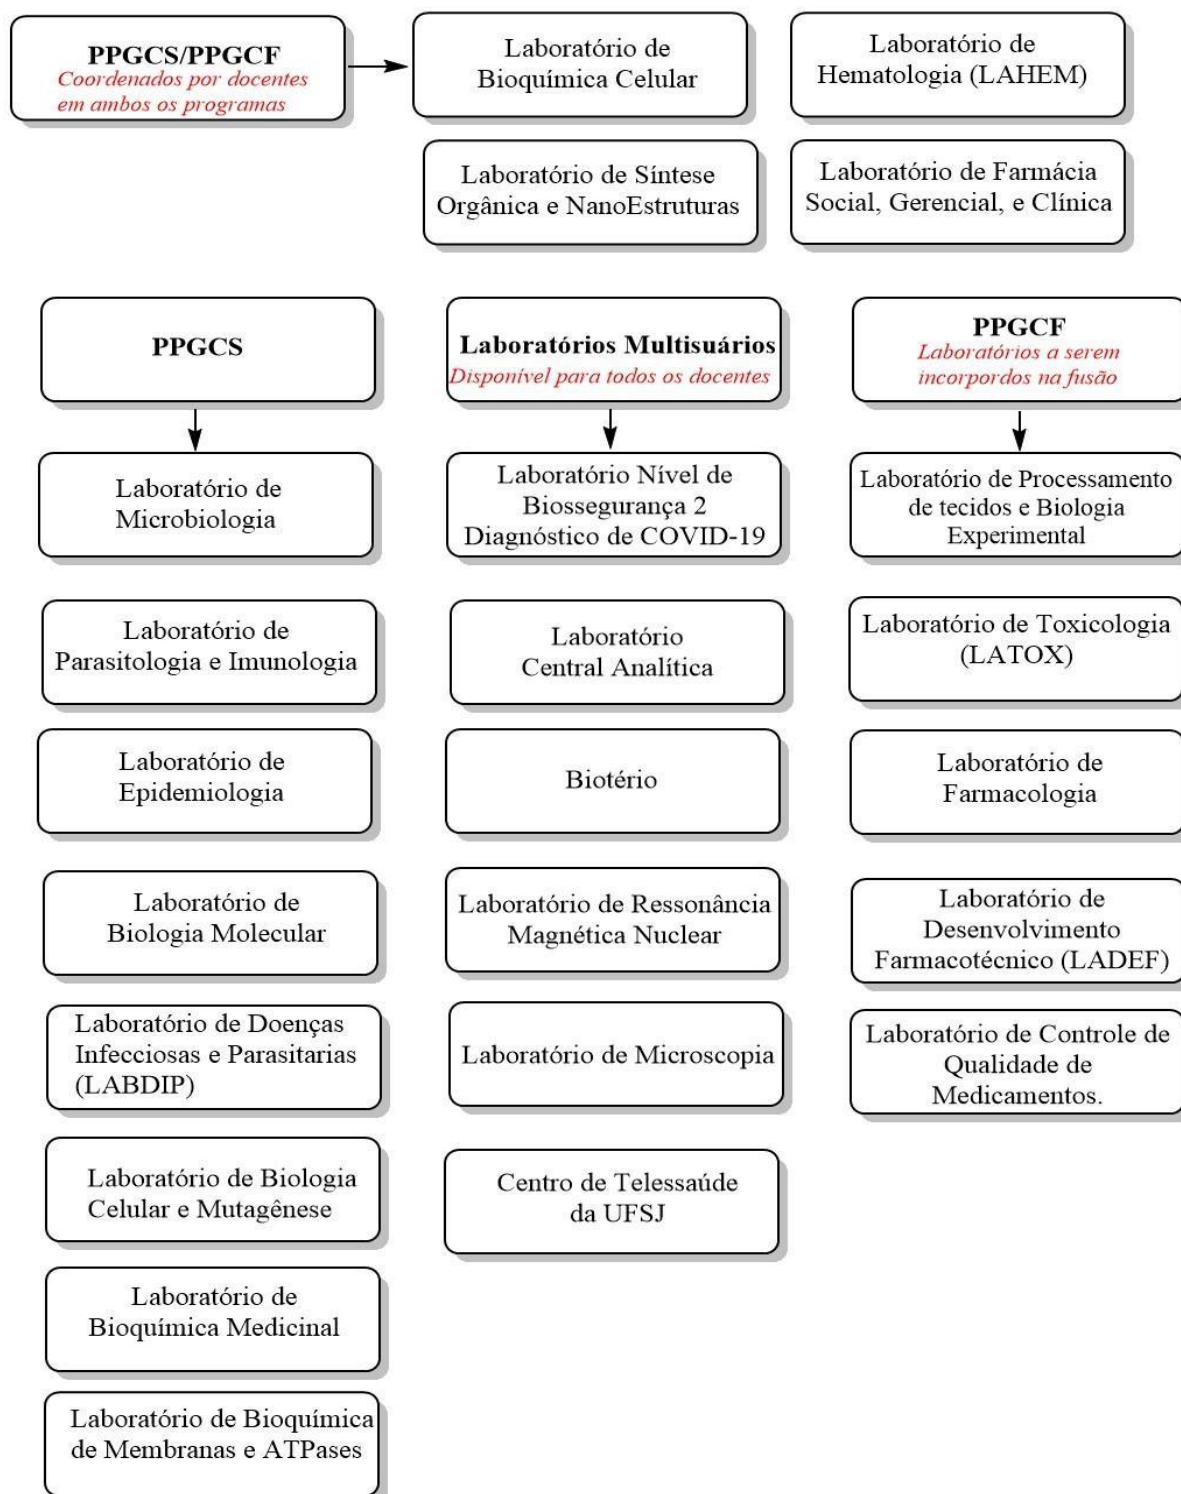 PPGCS/PPGCF
Coordenados por docentes
em ambos os programas
Laboratório de
Bioquímica Celular
Laboratório de
Hematologia (LAHEM)
Laboratório de Síntese
Orgânica e NanoEstruturas
Laboratório de Farmácia
Social, Gerencial, e Clínica
PPGCS
Laboratório de
Microbiologia
Laboratório de
Parasitologia e Imunologia
Laboratório de
Epidemiologia
Laboratório de
Biologia Molecular
Laboratório de Doenças
Infecciosas e Parasitarias
(LABDIP)
Laboratório de Biologia
Celular e Mutagênese
Laboratório de
Bioquímica Medicinal
Laboratório de Bioquímica
de Membranas e ATPases
Laboratórios Multisuários
Disponível para todos os docentes
Laboratório Nível de
Biossegurança 2
Diagnóstico de COVID-19
Laboratório
Central Analítica
Biotério
Laboratório de Ressonância
Magnética Nuclear
Laboratório de Microscopia
Centro de Telessaúde
da UFSJ
PPGCF
Laboratórios a serem
incorpordos na fusão
Laboratório de Processamento
de tecidos e Biologia
Experimental
Laboratório de Toxicologia
(LATOX)
Laboratório de
Farmacologia
Laboratório de
Desenvolvimento
Farmacotécnico (LADEF)
Laboratório de Controle de
Qualidade de
Medicamentos.